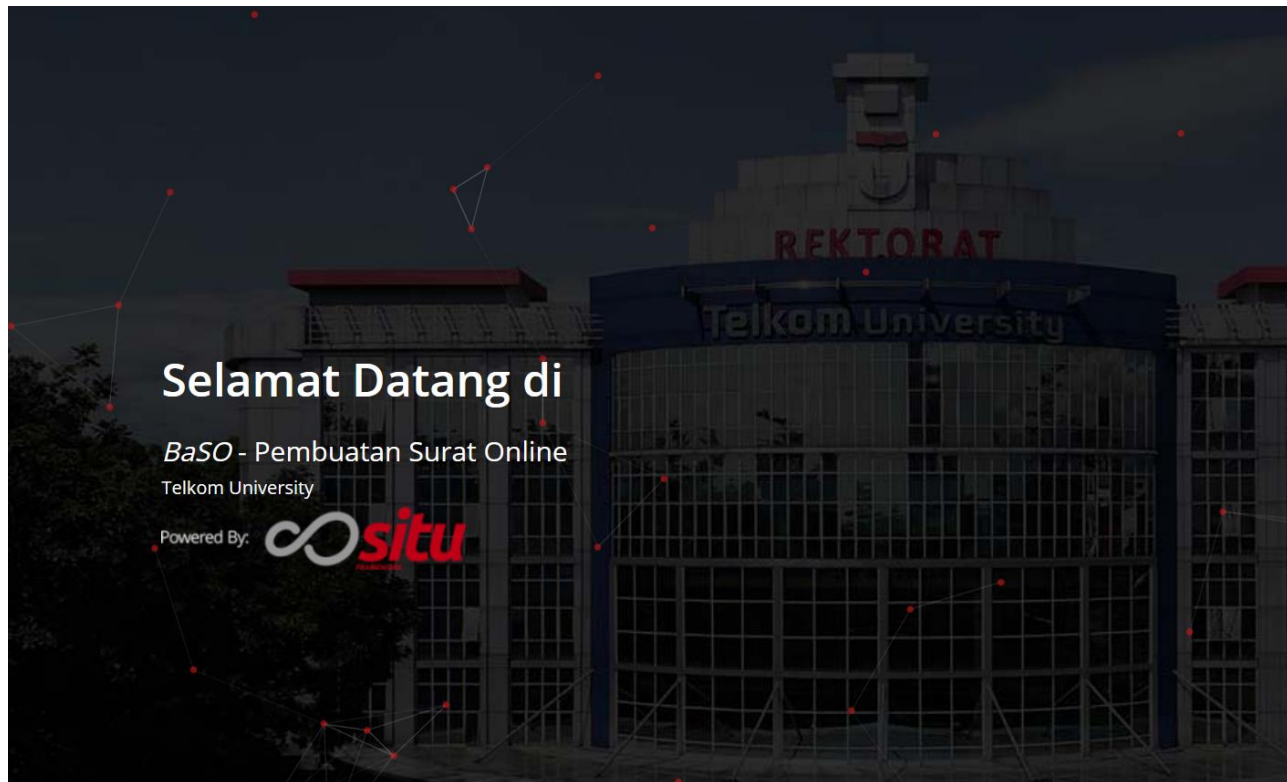 REKTORAT
Telkom University
Selamat Datang di
BaSO - Pembuatan Surat Online
Telkom University
Powered By: situ